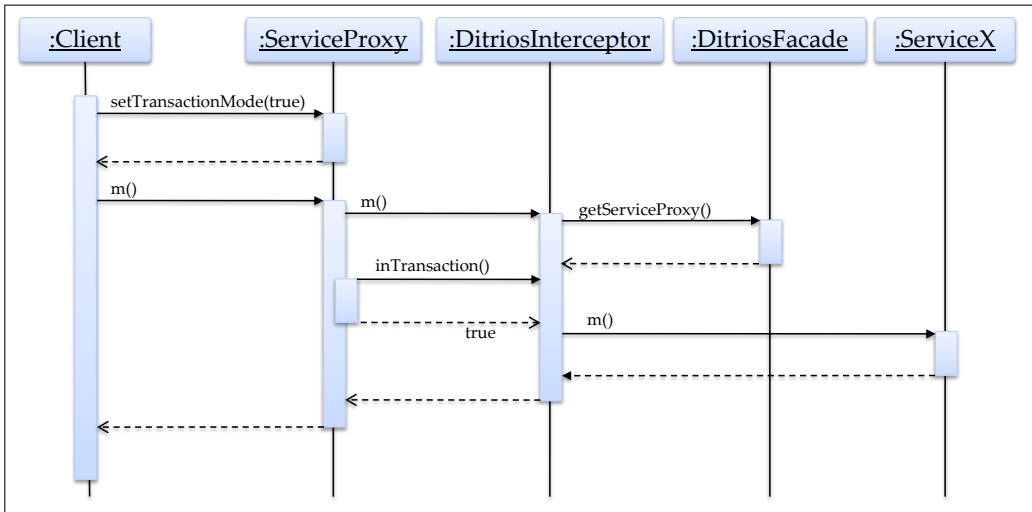 :Client
:ServiceProxy
:DitriosInterceptor
:DitriosFacade
:ServiceX
setTransactionMode(true)
m()
m()
getServiceProxy()
inTransaction()
true
m()